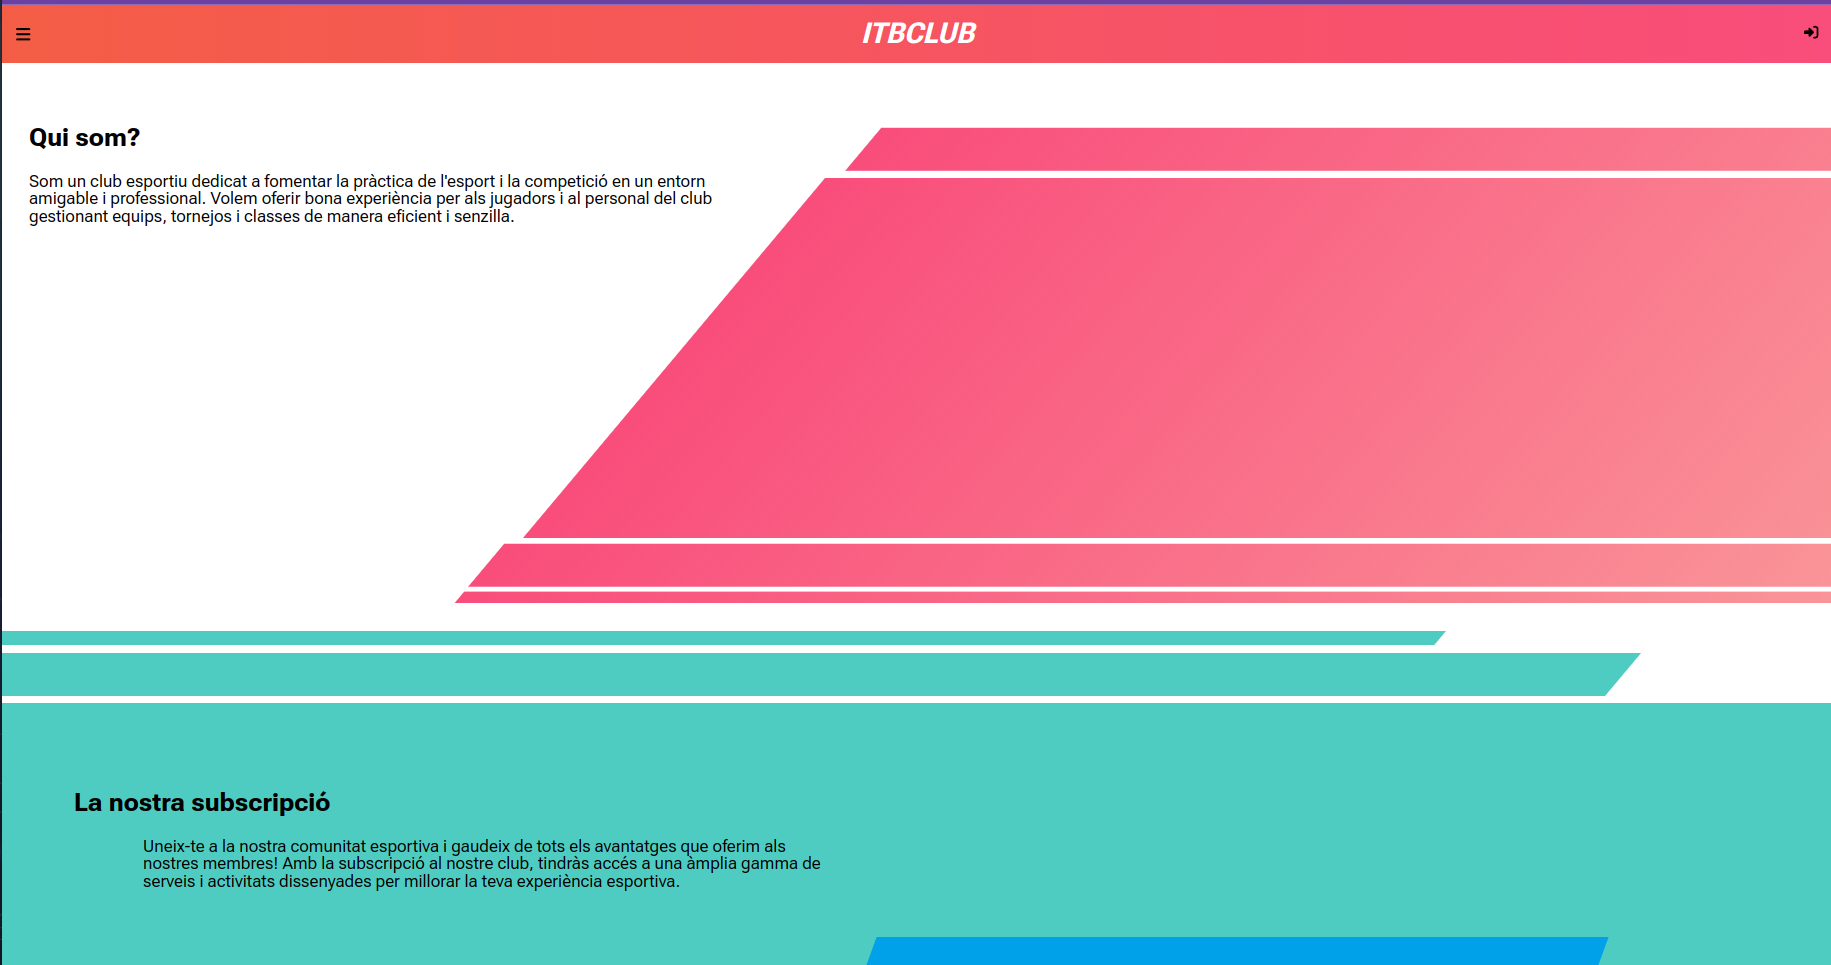 ITBCLUB
Qui som?
Som un club esportiu dedicat a fomentar la pràctica de l'esport i la competició en un entorn
amigable i professional. Volem oferir bona experiència per als jugadors i al personal del club
gestionant equips, tornejos i classes de manera eficient i senzilla.
La nostra subscripció
Uneix-te a la nostra comunitat esportiva i gaudeix de tots els avantatges que oferim als
nostres membres! Amb la subscripció al nostre club, tindràs accés a una àmplia gamma de
serveis i activitats dissenyades per millorar la teva experiència esportiva.